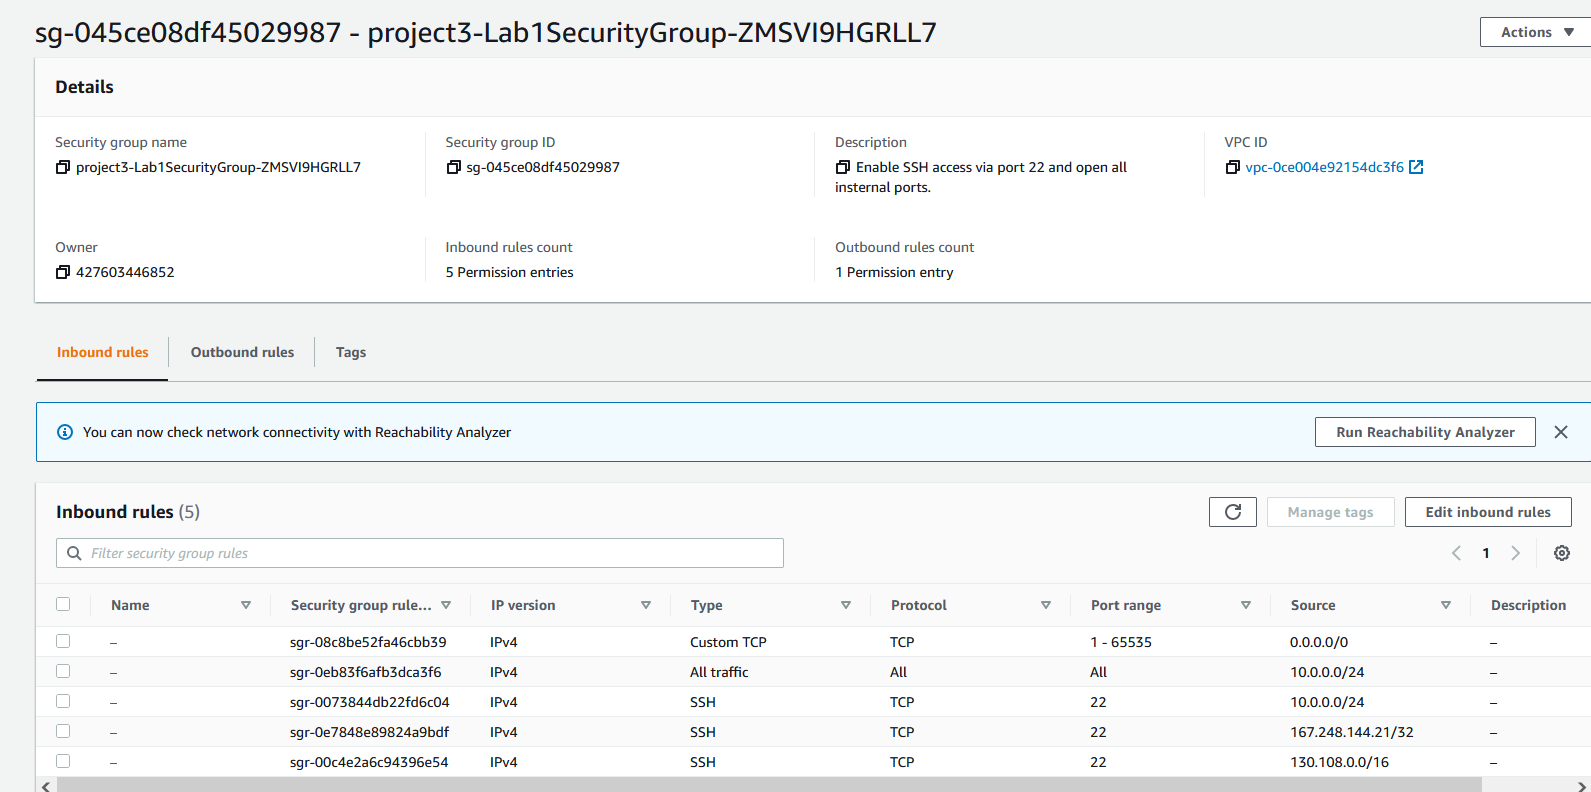 sg-045ce08df45029987 - project3-Lab1SecurityGroup-ZMSVI9HGRLL7
Actions
Details
Security group name
project3-Lab1SecurityGroup-ZMSVI9HGRLL7
Security group ID
sg-045ce08df45029987
Description
Enable SSH access via port 22 and open all
insternal ports.
VPC ID
vpc-0ce004e92154dc3f6
Owner
427603446852
Inbound rules count
5 Permission entries
Outbound rules count
1 Permission entry
Inbound rules
Outbound rules
Tags
You can now check network connectivity with Reachability Analyzer
Run Reachability Analyzer
Inbound rules (5)
Manage tags
Edit inbound rules
Filter security group rules
1
Name Security group rule... IP version Type Protocol Port range Source Description
– sgr-08c8be52fa46cbb39 IPv4 Custom TCP TCP 1 - 65535 0.0.0.0/0 –
– sgr-0eb83f6afb3dca3f6 IPv4 All traffic All All 10.0.0.0/24 –
– sgr-0073844db22fd6c04 IPv4 SSH TCP 22 10.0.0.0/24 –
– sgr-0e7848e89824a9bdf IPv4 SSH TCP 22 167.248.144.21/32 –
– sgr-00c4e2a6c94396e54 IPv4 SSH TCP 22 130.108.0.0/16 –